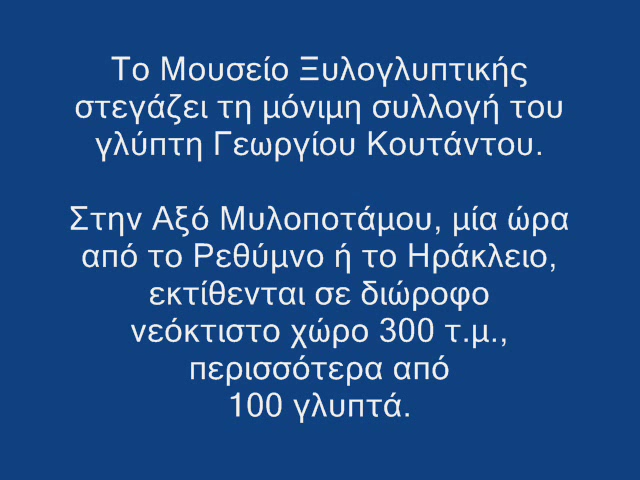 Το Μουσείο Ξυλογλυπτικής
στεγάζει τη μόνιμη συλλογή του
γλύπτη Γεωργίου Κουτάντου.
Στην Αξό Μυλοποτάμου, μία ώρα
από το Ρεθύμνο ή το Ηράκλειο,
εκτίθενται σε διώροφο
νεόκτιστο χώρο 300 τ.μ.,
περισσότερα από
100 γλυπτά.